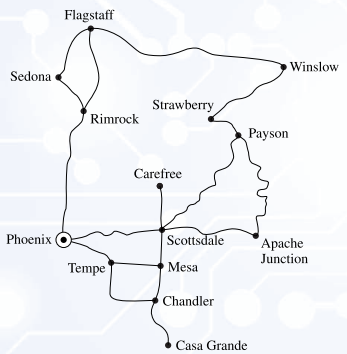 Flagstaff
Sedona
Winslow
Rimrock
Strawberry
Payson
Carefree
Phoenix
Scottsdale
Apache
Junction
Tempe
Mesa
Chandler
Casa Grande